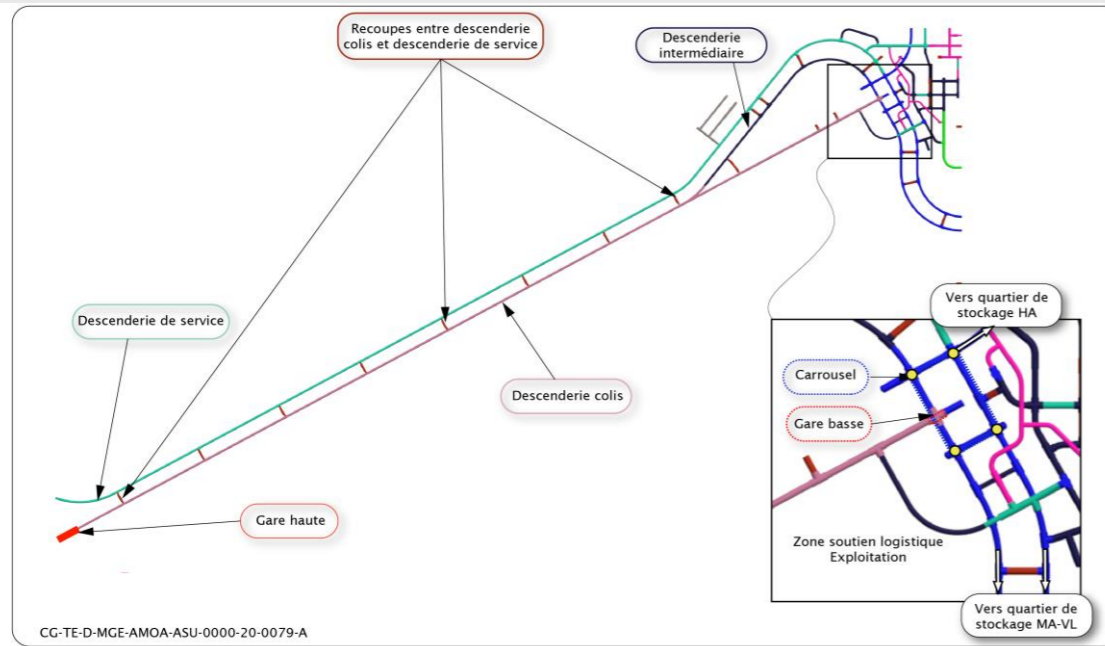 Recoupes entre descenderie
colis et descenderie de service
Descenderie
intermédiaire
Descenderie de service
Descenderie colis
Gare haute
Vers quartier de
stockage HA
Carrousel
Gare basse
Zone soutien logistique
Exploitation
Vers quartier de
stockage MA-VL
CG-TE-D-MGE-AMOA-ASU-0000-20-0079-A